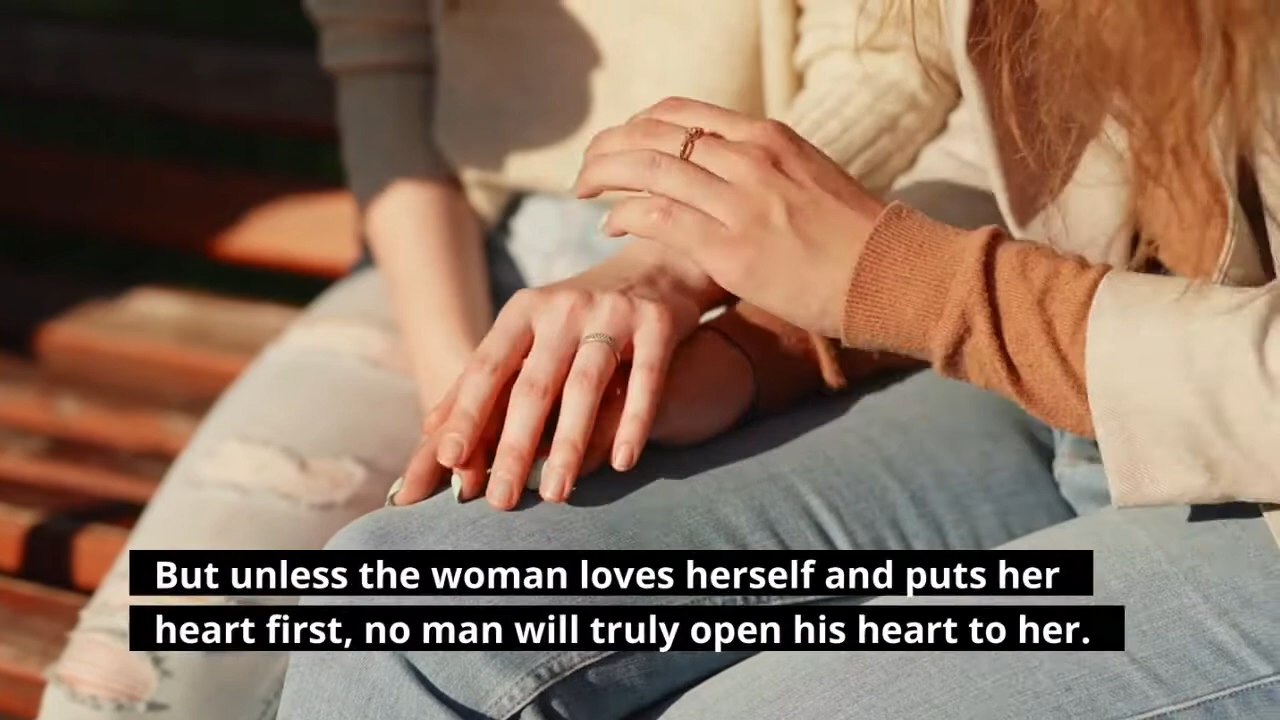 But unless the woman loves herself and puts her
heart first, no man will truly open his heart to her.